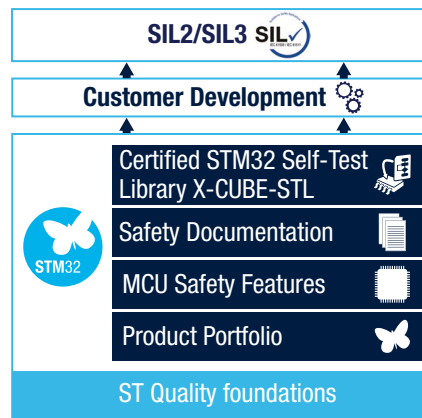 SIL2/SIL3 SIL
Customer Development
Certified STM32 Self-Test
Library X-CUBE-STL
Safety Documentation
STM32
MCU Safety Features
Product Portfolio
ST Quality foundations